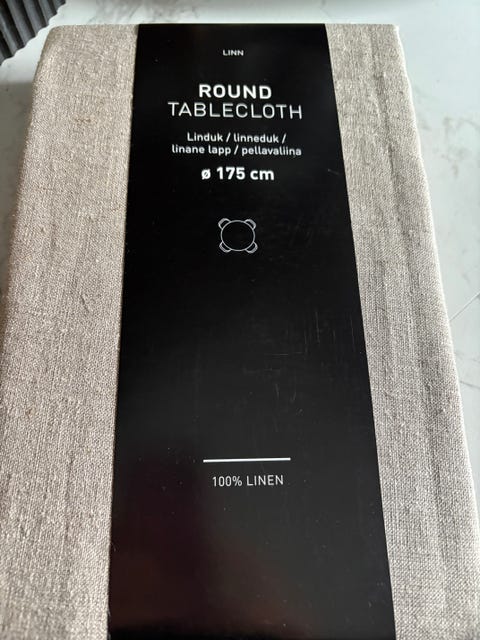 LINN
ROUND
TABLECLOTH
Linduk / linneduk /
linane lapp / pellavaliina
ø 175 cm
100% LINEN